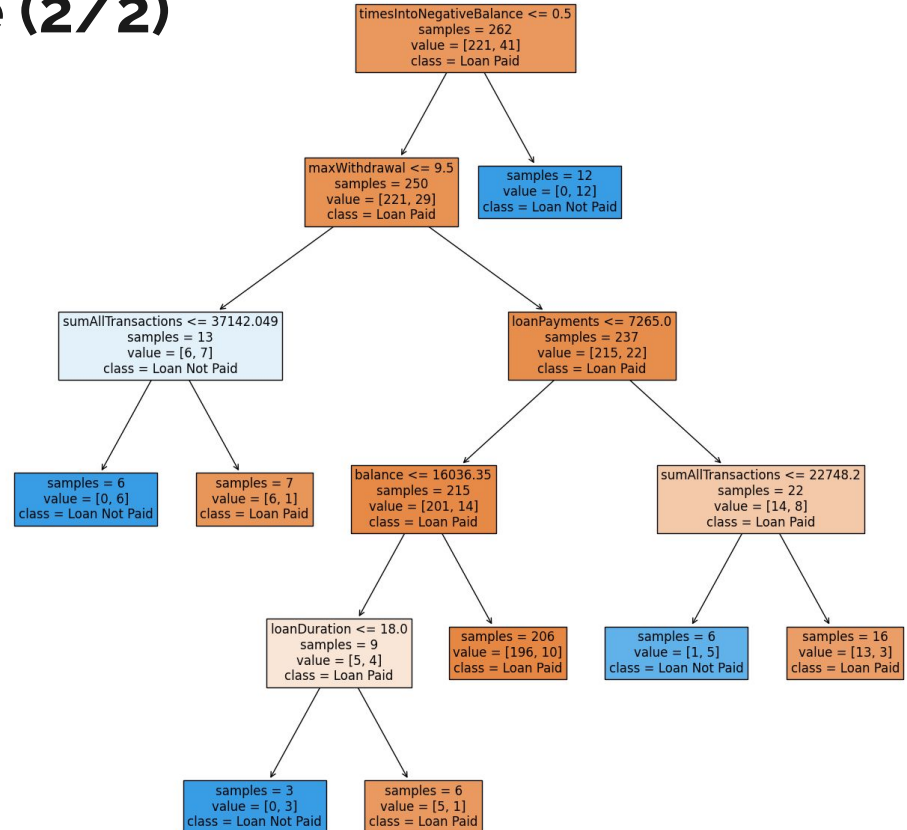 e (2/2)
timesIntoNegativeBalance <= 0.5
samples = 262
value = [221, 41]
class = Loan Paid
maxWithdrawal <= 9.5
samples = 250
value = [221, 29]
class = Loan Paid
samples = 12
value = [0, 12]
class = Loan Not Paid
sumAllTransactions <= 37142.049
samples = 13
value = [6, 7]
class = Loan Not Paid
loanPayments <= 7265.0
samples = 237
value = [215, 22]
class = Loan Paid
samples = 6
value = [0, 6]
class = Loan Not Paid
samples = 7
value = [6, 1]
class = Loan Paid
balance <= 16036.35
samples = 215
value = [201, 14]
class = Loan Paid
sumAllTransactions <= 22748.2
samples = 22
value = [14, 8]
class = Loan Paid
loanDuration <= 18.0
samples = 9
value = [5, 4]
class = Loan Paid
samples = 206
value = [196, 10]
class = Loan Paid
samples = 6
value = [1, 5]
class = Loan Not Paid
samples = 16
value = [13, 3]
class = Loan Paid
samples = 3
value = [0, 3]
class = Loan Not Paid
samples = 6
value = [5, 1]
class = Loan Paid